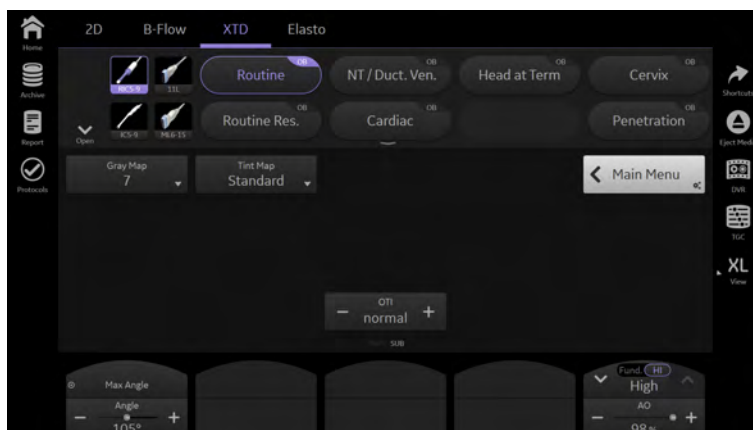 2D B-Flow XTD Elasto
Home
Archive
Report
Protocols
Open
RIC5-9 11L
IC5-9 ML6-15
Routine OB
NT / Duct. Ven. OB
Head at Term OB
Cervix OB
Routine Res. OB
Cardiac OB
Penetration OB
Shortcuts
Eject Media
DVR
TGC
XL
View
Gray Map
7
Tint Map
Standard
Main Menu
OTI
− normal +
SUB
Max Angle
Angle
− 105° +
Fund. HI
High
AO
− 98 % +